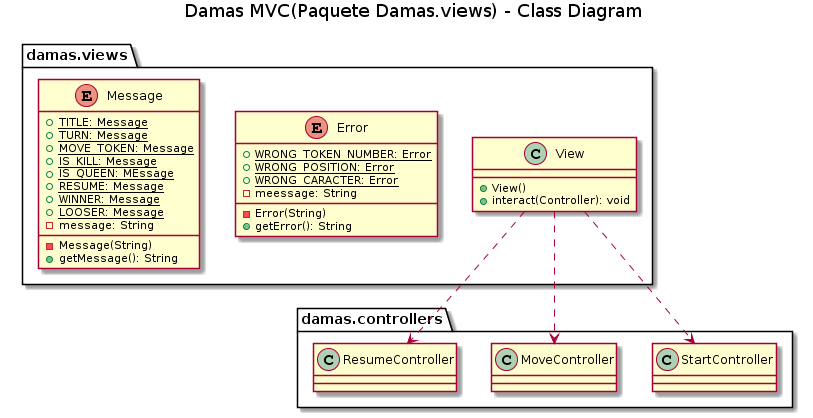 Damas MVC(Paquete Damas.views) - Class Diagram
damas.views
E Message
TITLE: Message
TURN: Message
MOVE_TOKEN: Message
IS_KILL: Message
IS_QUEEN: MEssage
RESUME: Message
WINNER: Message
LOOSER: Message
message: String
Message(String)
getMessage(): String
E Error
WRONG_TOKEN_NUMBER: Error
WRONG_POSITION: Error
WRONG_CARACTER: Error
meessage: String
Error(String)
getError(): String
C View
View()
interact(Controller): void
damas.controllers
C ResumeController
C MoveController
C StartController